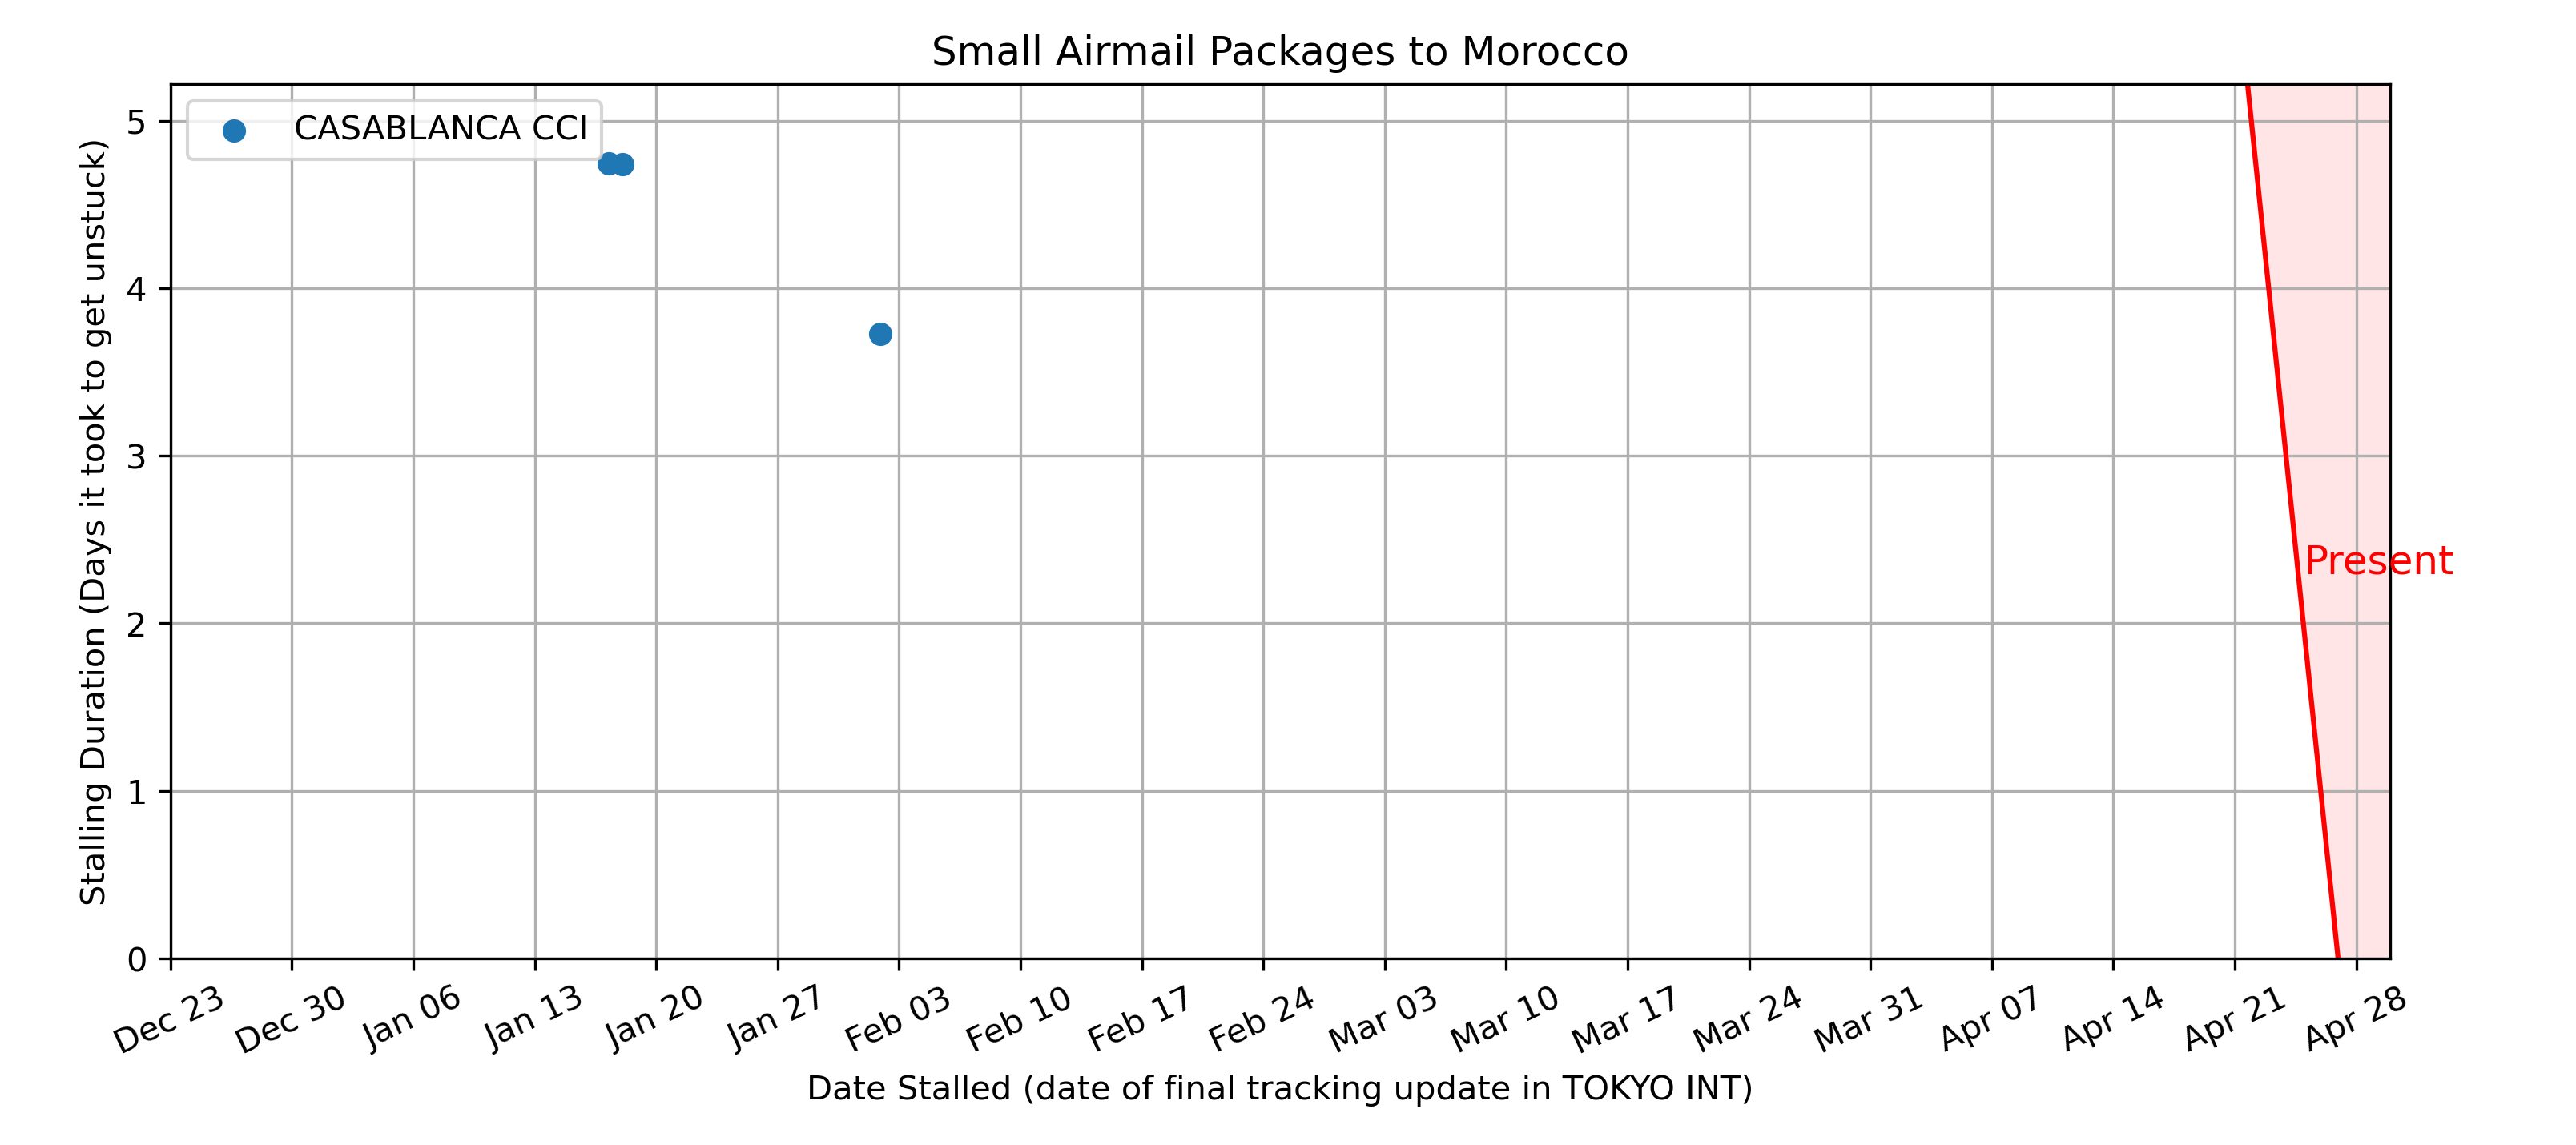 Small Airmail Packages to Morocco
CASABLANCA CCI
Stalling Duration (Days it took to get unstuck)
5
4
3
2
1
0
Present
Dec 23
Dec 30
Jan 06
Jan 13
Jan 20
Jan 27
Feb 03
Feb 10
Feb 17
Feb 24
Mar 03
Mar 10
Mar 17
Mar 24
Mar 31
Apr 07
Apr 14
Apr 21
Apr 28
Date Stalled (date of final tracking update in TOKYO INT)